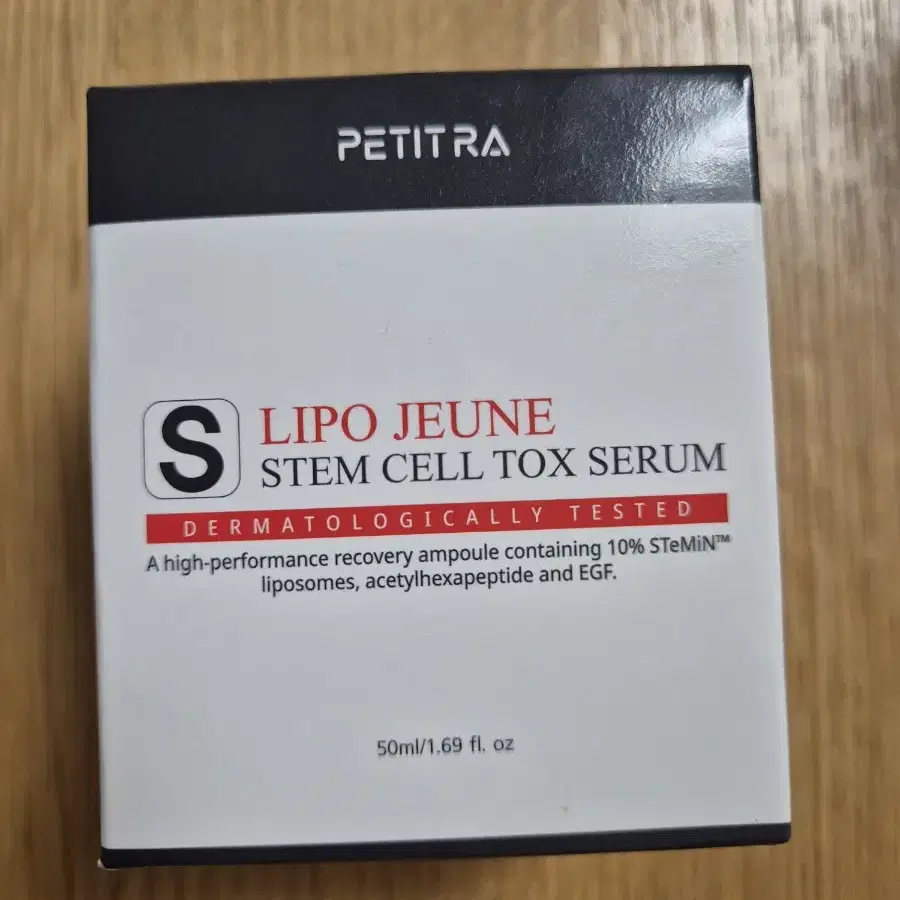 PETITRA
S
LIPO JEUNE
STEM CELL TOX SERUM
DERMATOLOGICALLY TESTED
A high-performance recovery ampoule containing 10% STeMiN™
liposomes, acetylhexapeptide and EGF.
50ml/1.69 fl. oz